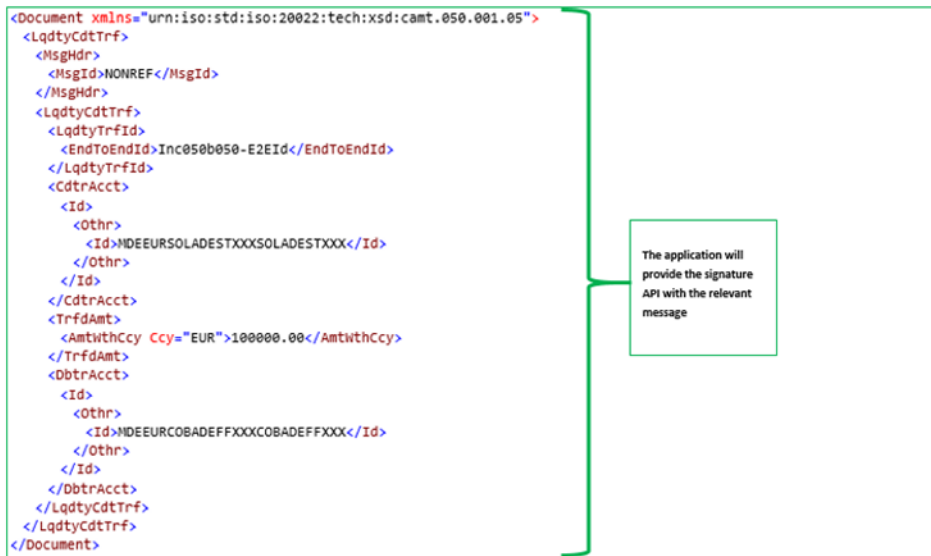 <Document xmlns="urn:iso:std:iso:20022:tech:xsd:camt.050.001.05">
<LqdtyCdtTrf>
<MsgHdr>
<MsgId>NONREF</MsgId>
</MsgHdr>
<LqdtyCdtTrf>
<LqdtyTrfId>
<EndToEndId>Inc050b050-E2EId</EndToEndId>
</LqdtyTrfId>
<CdtrAcct>
<Id>
<Othr>
<Id>MDEEURSOLADESTXXXSOLADESTXXX</Id>
</Othr>
</Id>
</CdtrAcct>
<TrfdAmt>
<AmtWthCcy Ccy="EUR">100000.00</AmtWthCcy>
</TrfdAmt>
<DbtrAcct>
<Id>
<Othr>
<Id>MDEEURCOBADEFFXXXCOBADEFFXXX</Id>
</Othr>
</Id>
</DbtrAcct>
</LqdtyCdtTrf>
</LqdtyCdtTrf>
</Document>
The application will
provide the signature
API with the relevant
message